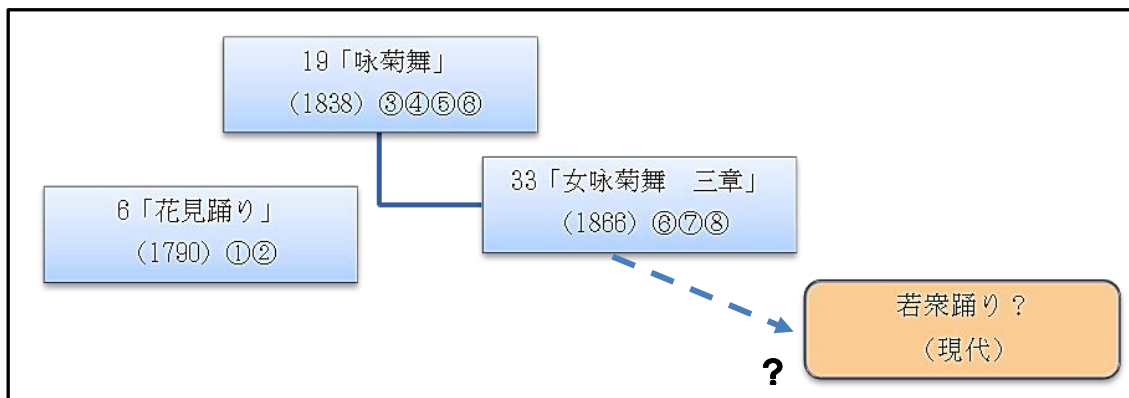 19「咏菊舞」
(1838) ③④⑤⑥
33「女咏菊舞　三章」
(1866) ⑥⑦⑧
6「花見踊り」
(1790) ①②
若衆踊り？
（現代）
?